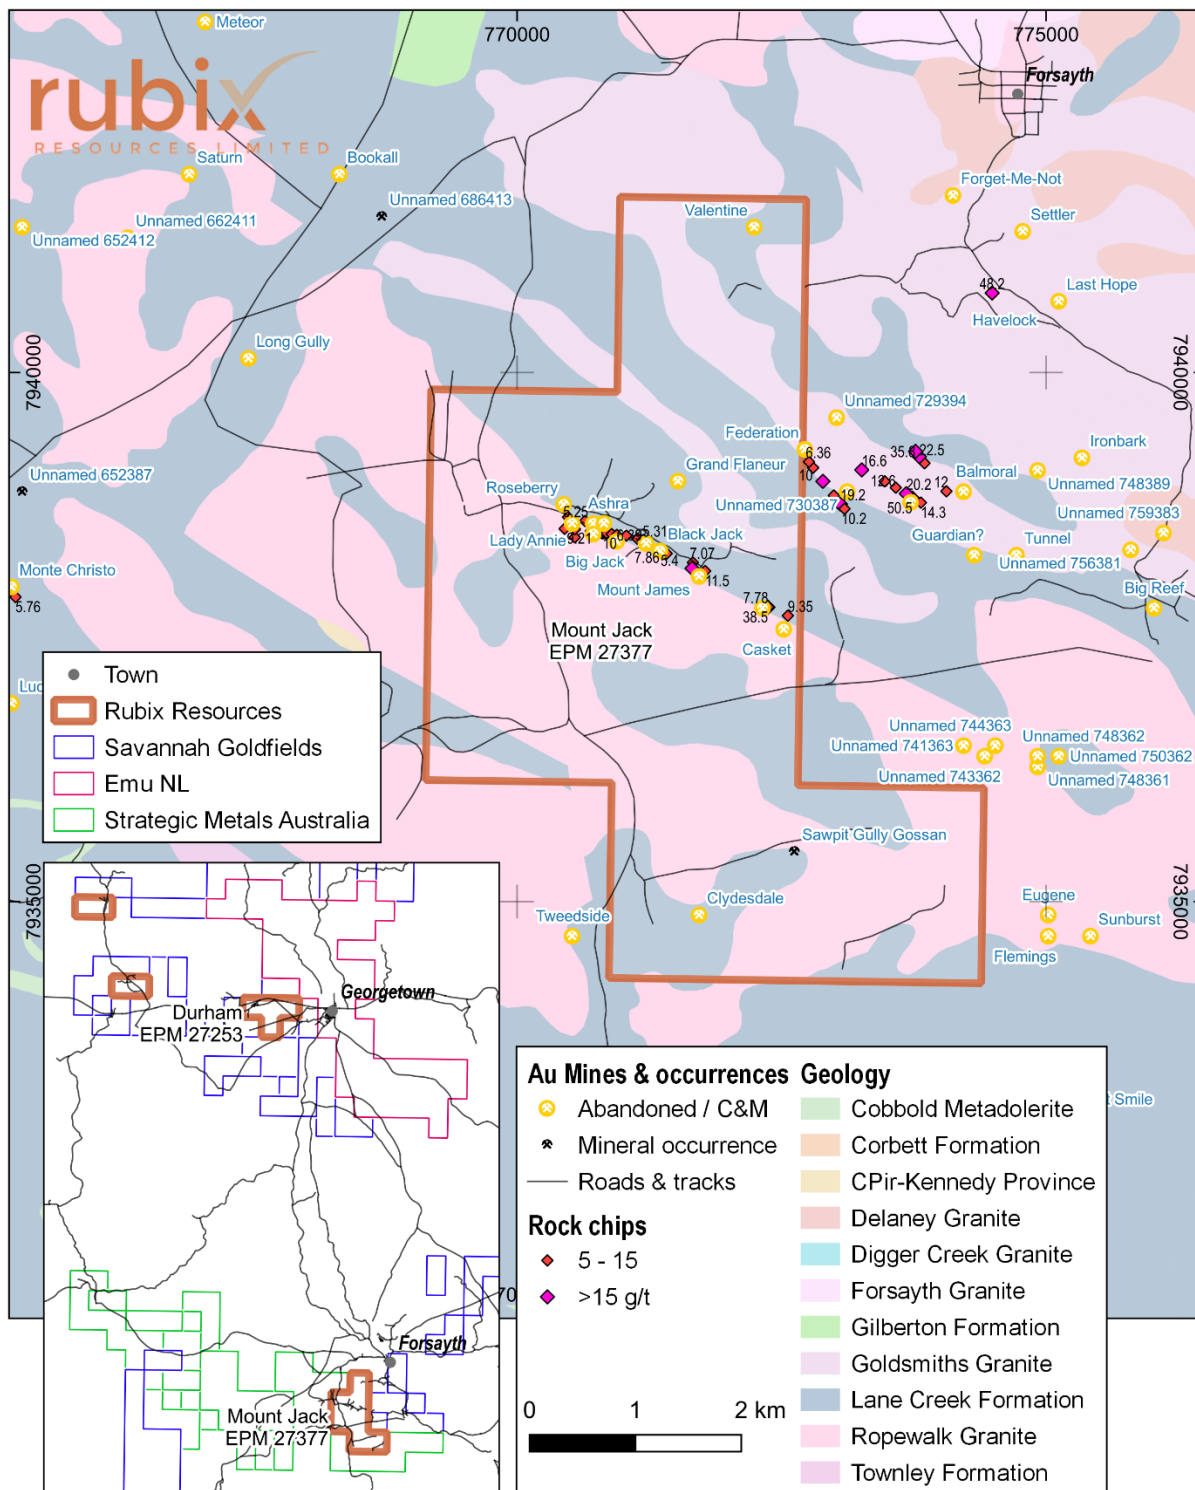 Meteor
770000
775000
Forsayth
rubix
RESOURCES LIMITED
Saturn
Bookall
Unnamed 686413
Unnamed 662411
Unnamed 652412
Valentine
Forget-Me-Not
Settler
48.2
Last Hope
Havelock
Long Gully
7940000
7940000
Unnamed 729394
Federation
6.36
35.8
22.5
Ironbark
16.6
10
Grand Flaneur
Unnamed 652387
12.6
20.2
12
Balmoral
Unnamed 748389
Roseberry
Ashra
19.2
Unnamed 730387
50.5
14.3
Unnamed 759383
5.25
10.2
Guardian?
Tunnel
Lady Annie
9.21
10
5.31
Black Jack
Big Jack
7.86
5.4
7.07
Unnamed 756381
Mount James
11.5
Monte Christo
5.76
7.78
9.35
38.5
Big Reef
Mount Jack
EPM 27377
Casket
Town
Rubix Resources
Savannah Goldfields
Emu NL
Strategic Metals Australia
Luc
Unnamed 744363
Unnamed 748362
Unnamed 741363
Unnamed 750362
Unnamed 743362
Unnamed 748361
Sawpit Gully Gossan
7935000
7935000
Clydesdale
Tweedside
Eugene
Sunburst
Flemings
Georgetown
Durham
EPM 27253
Forsayth
Mount Jack
EPM 27377
70
t Smile
Au Mines & occurrences
Abandoned / C&M
Mineral occurrence
Roads & tracks
Rock chips
5 - 15
>15 g/t
0 1 2 km
Geology
Cobbold Metadolerite
Corbett Formation
CPir-Kennedy Province
Delaney Granite
Digger Creek Granite
Forsayth Granite
Gilberton Formation
Goldsmiths Granite
Lane Creek Formation
Ropewalk Granite
Townley Formation